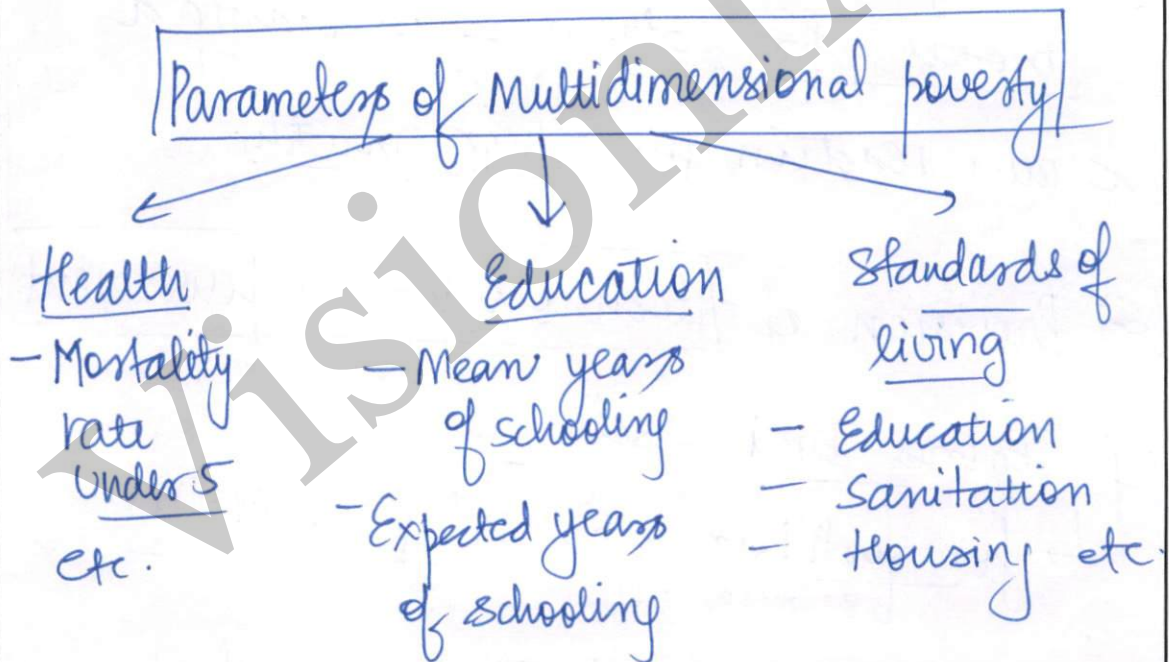 Parameters of Multidimensional poverty
Health
- Mortality
rate
under 5
etc.
Education
- Mean years
of schooling
- Expected years
of schooling
Standards of
living
- Education
- Sanitation
- Housing etc.
Vision